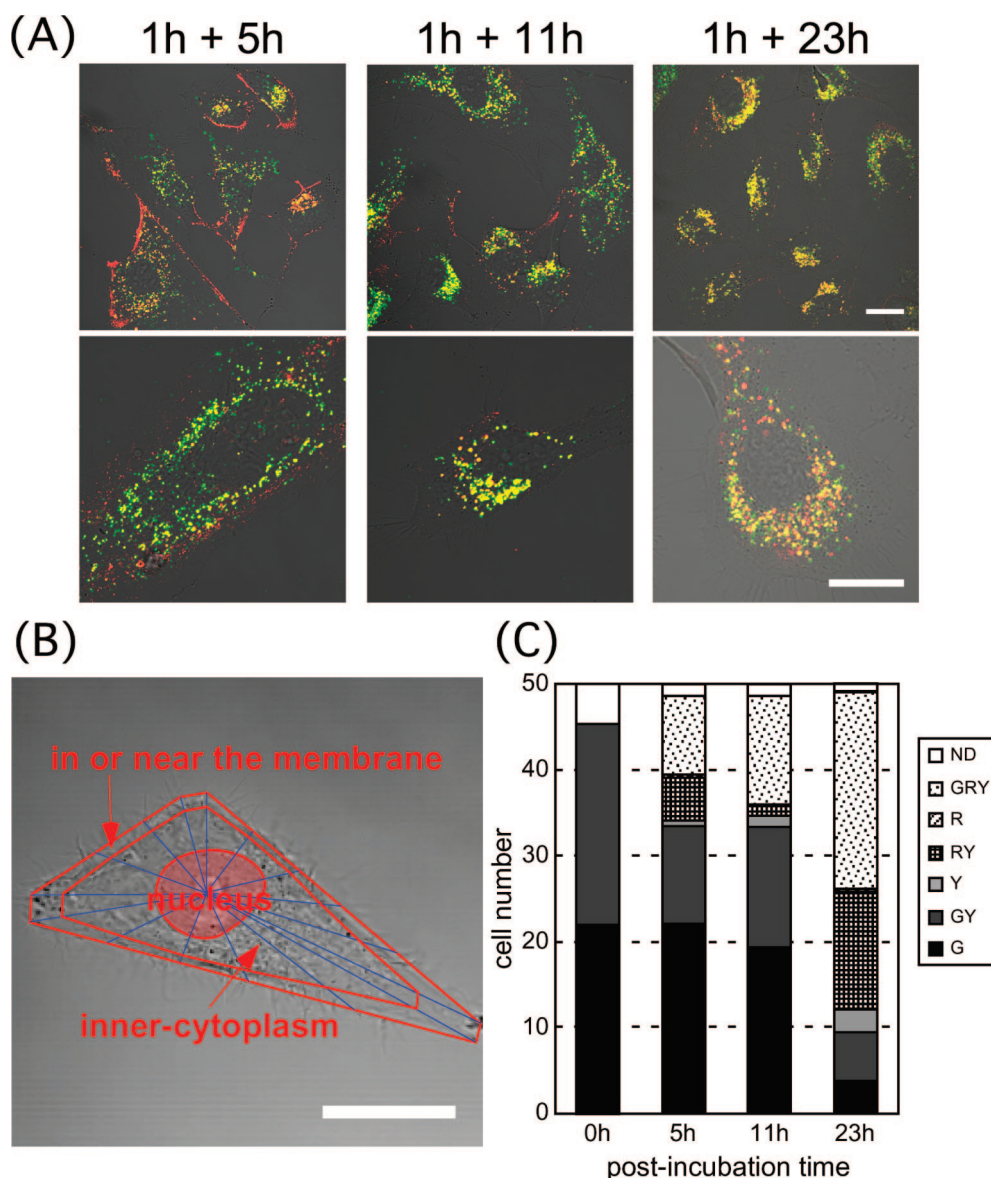 (A)
1h + 5h
1h + 11h
1h + 23h
(B)
in or near the membrane
nucleus
inner-cytoplasm
(C)
cell number
50
40
30
20
10
0
0h
5h
11h
23h
post-incubation time
ND
GRY
R
RY
Y
GY
G